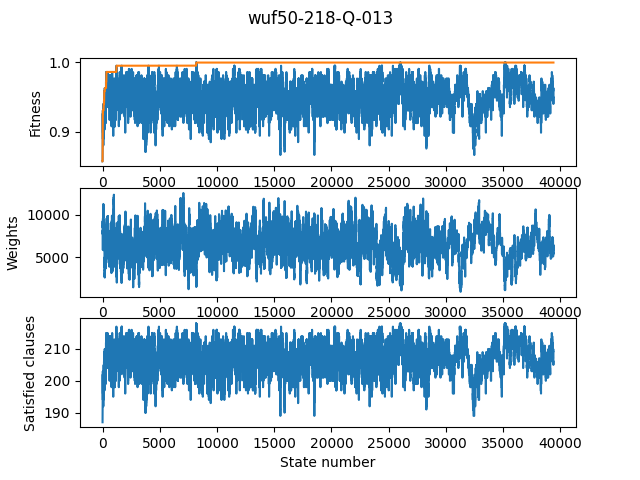 wuf50-218-Q-013
1.0
0.9
Fitness
0 5000 10000 15000 20000 25000 30000 35000 40000
10000
5000
Weights
0 5000 10000 15000 20000 25000 30000 35000 40000
210
200
190
Satisfied clauses
0 5000 10000 15000 20000 25000 30000 35000 40000
State number